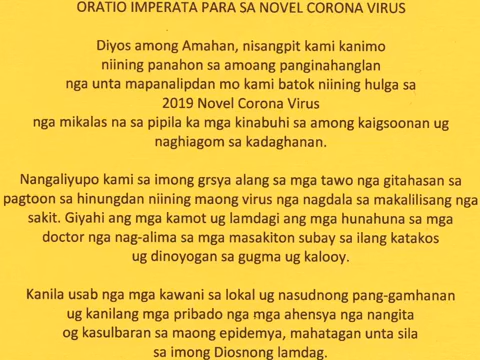 ORATIO IMPERATA PARA SA NOVEL CORONA VIRUS
Diyos among Amahan, nisangpit kami kanimo
niining panahon sa amoang panginahanglan
nga unta mapanalipdan mo kami batok niining hulga sa
2019 Novel Corona Virus
nga mikalas na sa pipila ka mga kinabuhi sa among kaigsoonan ug
naghiagom sa kadaghanan.
Nangaliyupo kami sa imong grsya alang sa mga tawo nga gitahasan sa
pagtoon sa hinungdan niining maong virus nga nagdala sa makalilisang nga
sakit. Giyahi ang mga kamot ug lamdagi ang mga hunahuna sa mga
doctor nga nag-alima sa mga masakiton subay sa ilang katakos
ug dinoyogan sa gugma ug kalooy.
Kanila usab nga mga kawani sa lokal ug nasudnong pang-gamhanan
ug kanilang mga pribado nga mga ahensya nga nangita
og kasulbaran sa maong epidemya, mahatagan unta sila
sa imong Diosnong lamdag.